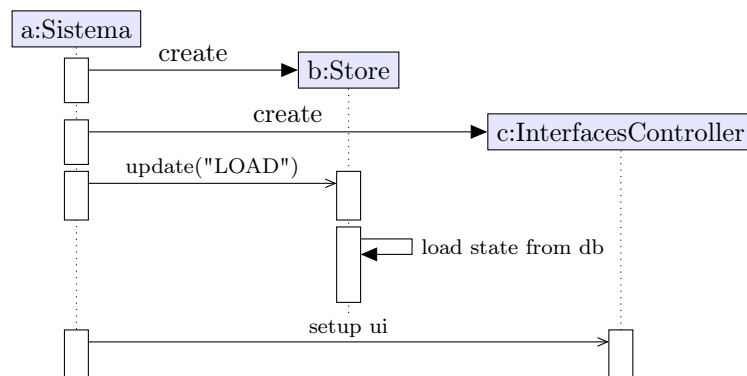 a:Sistema
create
b:Store
create
c:InterfacesController
update("LOAD")
load state from db
setup ui